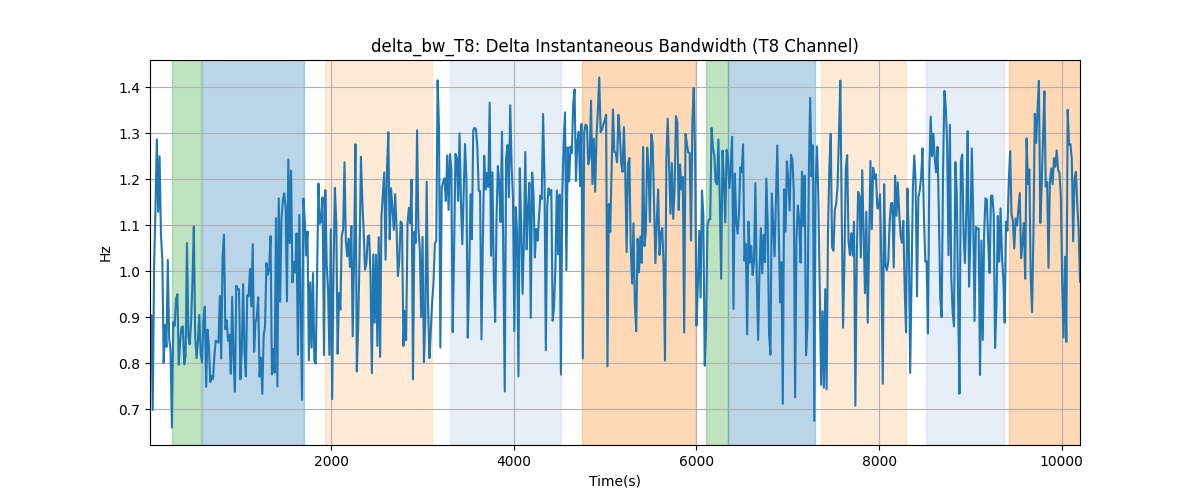 delta_bw_T8: Delta Instantaneous Bandwidth (T8 Channel)
1.4
1.3
1.2
1.1
1.0
0.9
0.8
0.7
Hz
2000 4000 6000 8000 10000
Time(s)